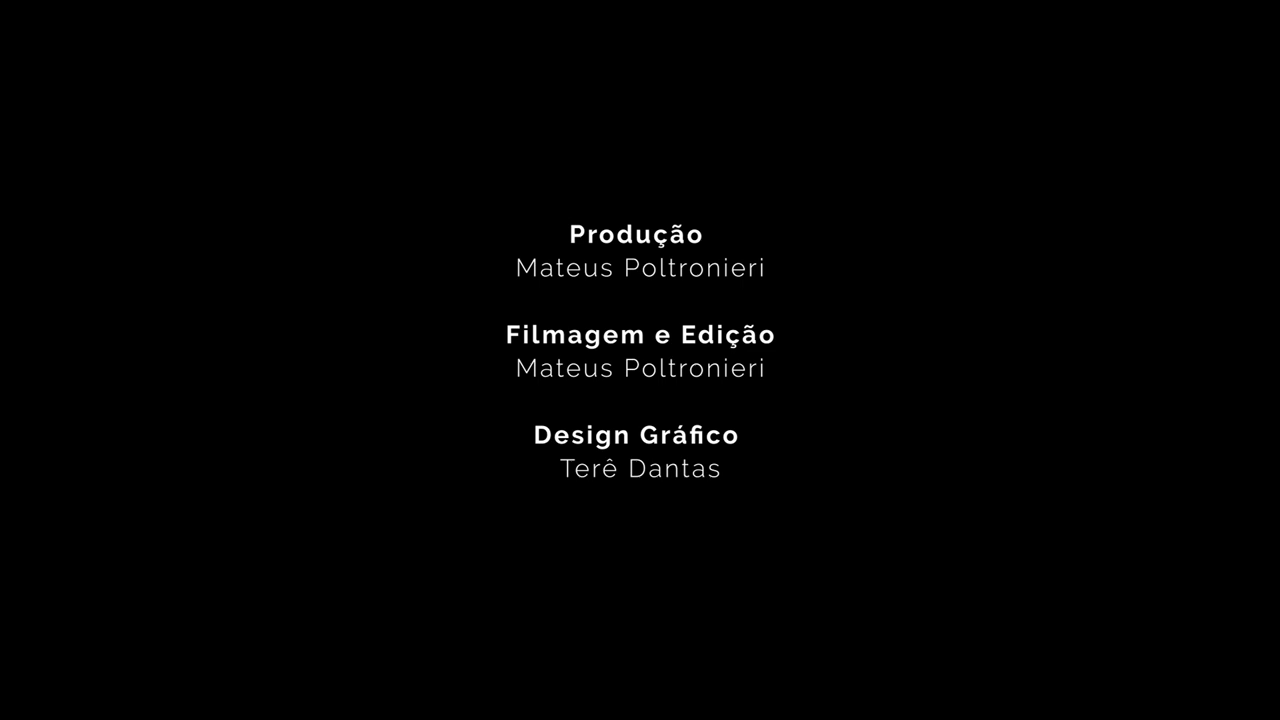 Produção
Mateus Poltronieri
Filmagem e Edição
Mateus Poltronieri
Design Gráfico
Terê Dantas